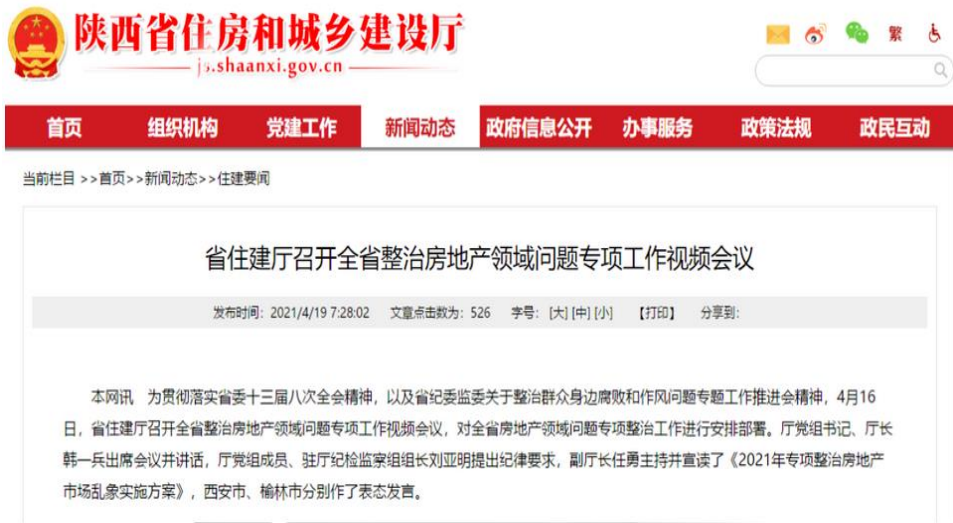 陕西省住房和城乡建设厅
js.shaanxi.gov.cn
繁
首页 组织机构 党建工作 新闻动态 政府信息公开 办事服务 政策法规 政民互动
当前栏目 >>首页>>新闻动态>>住建要闻
省住建厅召开全省整治房地产领域问题专项工作视频会议
发布时间：2021/4/19 7:28:02 文章点击数为：526 字号：[大] [中] [小] 【打印】 分享到：
本网讯 为贯彻落实省委十三届八次全会精神，以及省纪委监委关于整治群众身边腐败和作风问题专题工作推进会精神，4月16
日，省住建厅召开全省整治房地产领域问题专项工作视频会议，对全省房地产领域问题专项整治工作进行安排部署。厅党组书记、厅长
韩一兵出席会议并讲话，厅党组成员、驻厅纪检监察组组长刘亚明提出纪律要求，副厅长任勇主持并宣读了《2021年专项整治房地产
市场乱象实施方案》，西安市、榆林市分别作了表态发言。